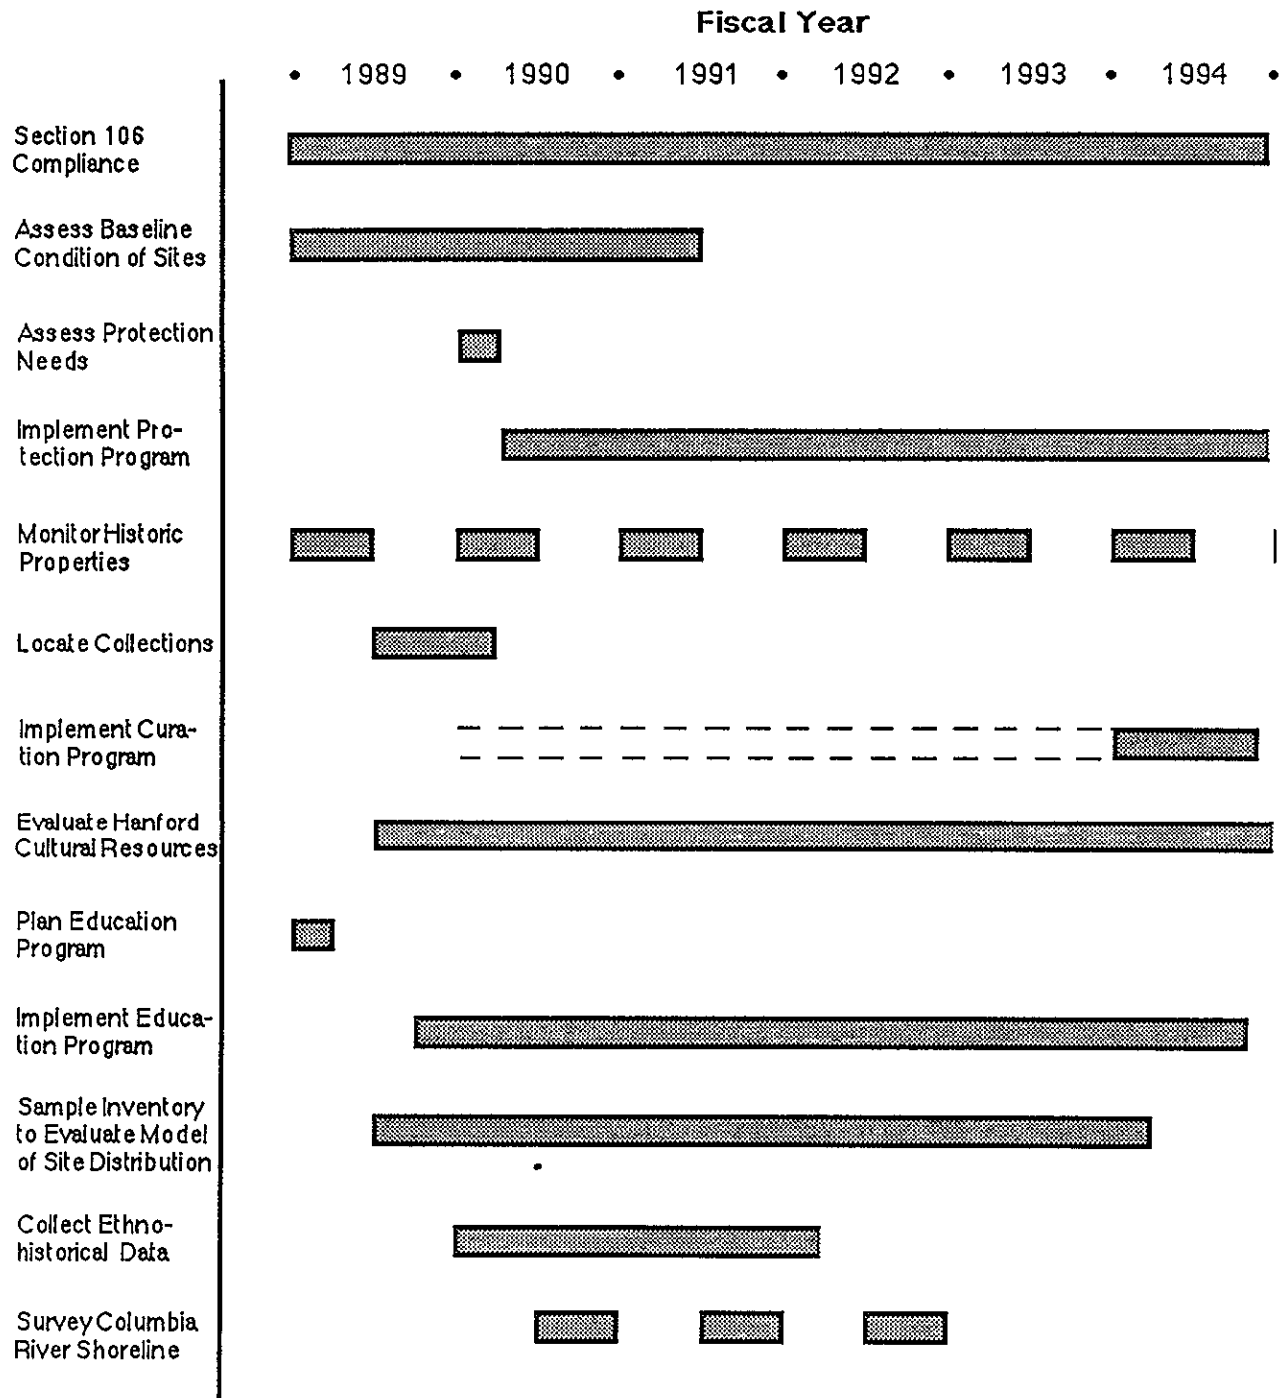 Fiscal Year
• 1989 • 1990 • 1991 • 1992 • 1993 • 1994 •
Section 106
Compliance
Assess Baseline
Condition of Sites
Assess Protection
Needs
Implement Pro-
tection Program
Monitor Historic
Properties
Locate Collections
Implement Cura-
tion Program
Evaluate Hanford
Cultural Resources
Plan Education
Program
Implement Educa-
tion Program
Sample Inventory
to Evaluate Model
of Site Distribution
Collect Ethno-
historical Data
Survey Columbia
River Shoreline